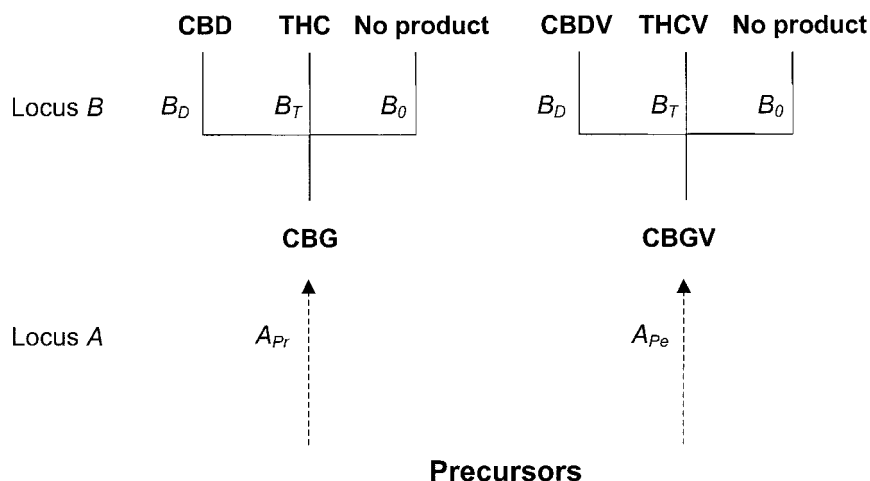 CBD THC No product CBDV THCV No product
Locus B B_D B_T B_0 B_D B_T B_0
CBG CBGV
Locus A A_Pr A_Pe
Precursors